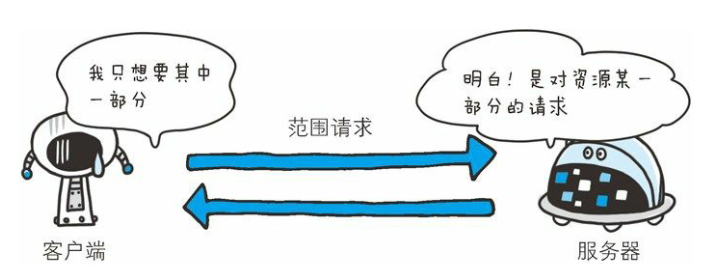 我只想要其中
一部分
明白！是对资源某一
部分的请求
范围请求
客户端
服务器